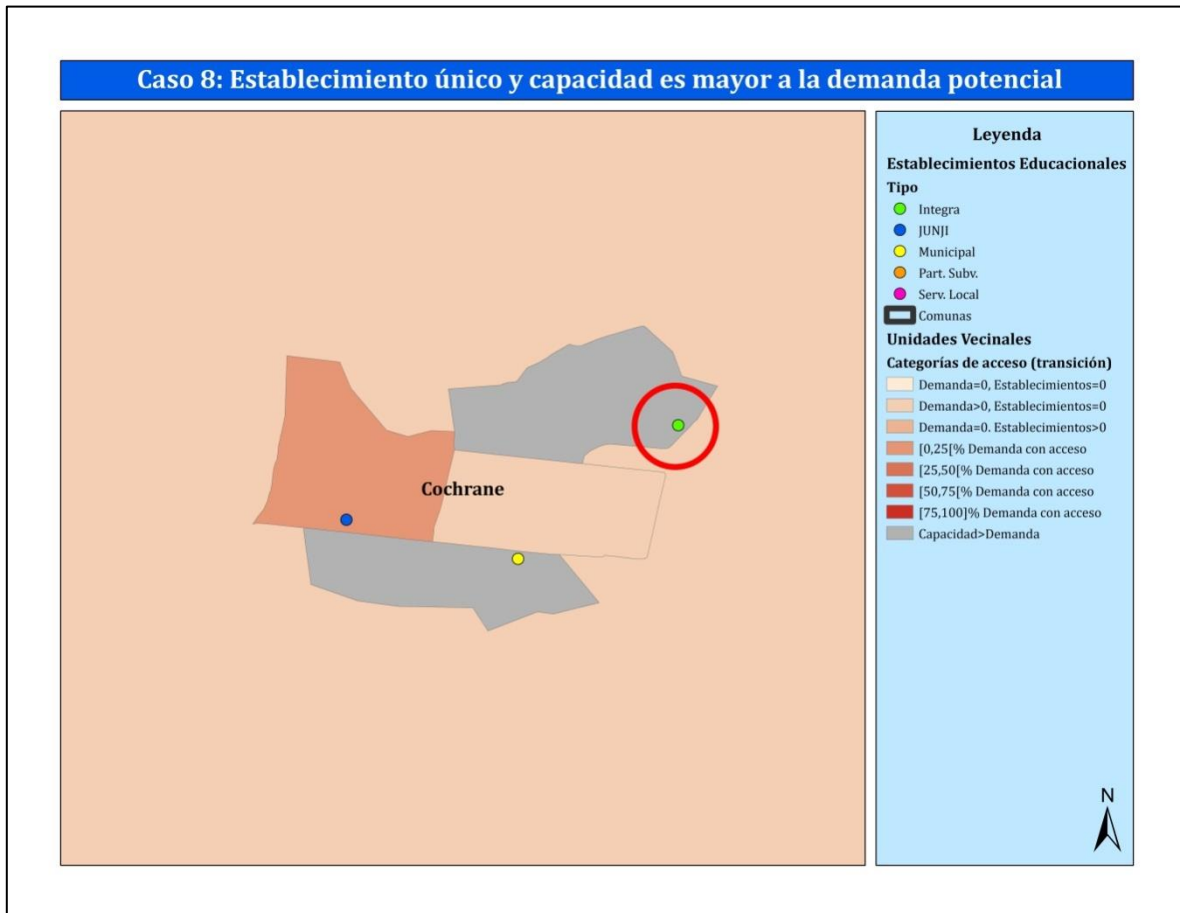 Caso 8: Establecimiento único y capacidad es mayor a la demanda potencial
Cochrane
Leyenda
Establecimientos Educacionales
Tipo
Integra
JUNJI
Municipal
Part. Subv.
Serv. Local
Comunas
Unidades Vecinales
Categorías de acceso (transición)
Demanda=0, Establecimientos=0
Demanda>0, Establecimientos=0
Demanda=0. Establecimientos>0
[0,25[% Demanda con acceso
[25,50[% Demanda con acceso
[50,75[% Demanda con acceso
[75,100]% Demanda con acceso
Capacidad>Demanda
N